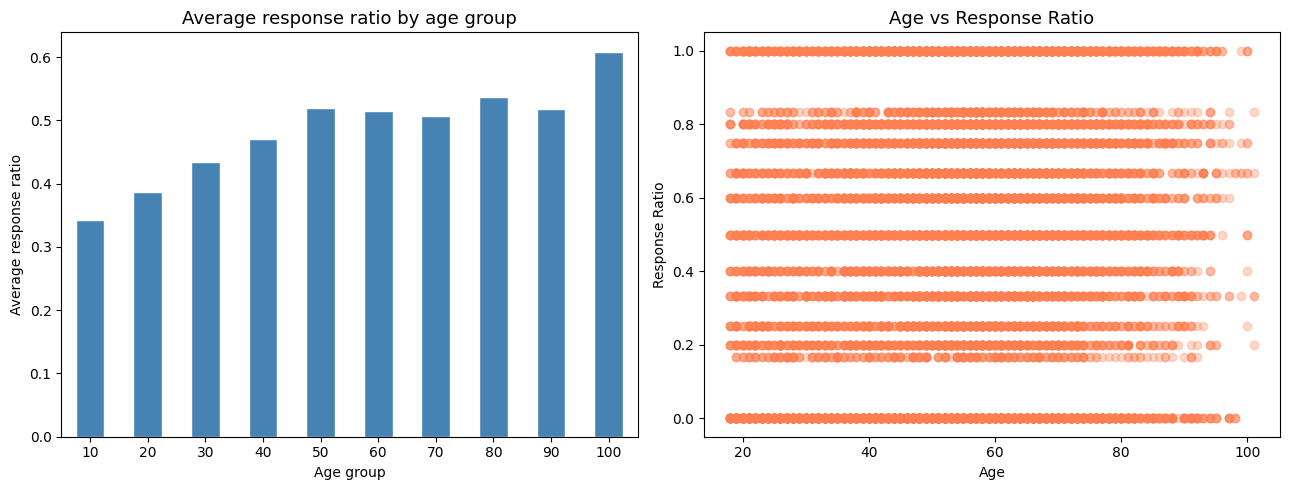 Average response ratio by age group
Average response ratio
0.6
0.5
0.4
0.3
0.2
0.1
0.0
10 20 30 40 50 60 70 80 90 100
Age group
Age vs Response Ratio
Response Ratio
1.0
0.8
0.6
0.4
0.2
0.0
20 40 60 80 100
Age